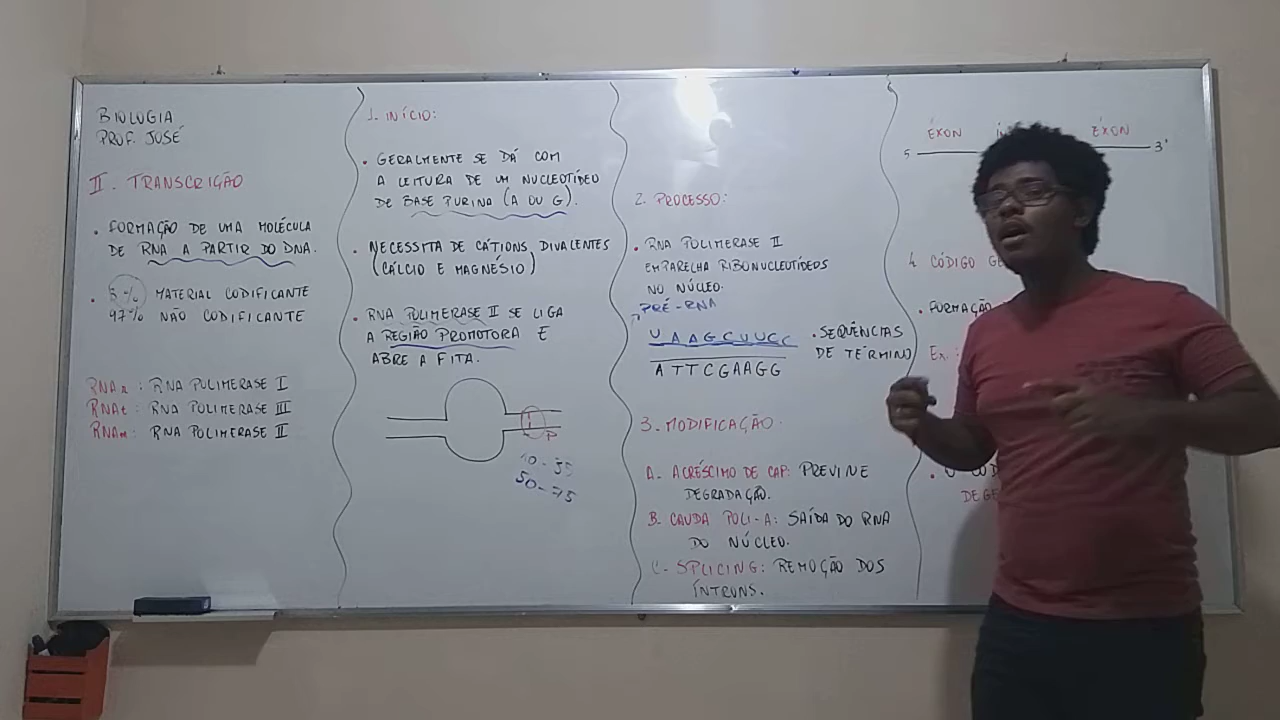 BIOLOGIA
PROF. JOSÉ
II. TRANSCRIÇÃO
• FORMAÇÃO DE UMA MOLÉCULA
DE RNA A PARTIR DO DNA.
• 3% MATERIAL CODIFICANTE
97% NÃO CODIFICANTE
RNAr : RNA POLIMERASE I
RNAt : RNA POLIMERASE III
RNAm : RNA POLIMERASE II
1. INÍCIO:
• GERALMENTE SE DÁ COM
A LEITURA DE UM NUCLEOTÍDEO
DE BASE PURINA (A OU G).
• NECESSITA DE CÁTIONS DIVALENTES
(CÁLCIO E MAGNÉSIO)
• RNA POLIMERASE II SE LIGA
A REGIÃO PROMOTORA E
ABRE A FITA.
P
50-75
2. PROCESSO:
• RNA POLIMERASE II
EMPARELHA RIBONUCLEOTÍDEOS
NO NÚCLEO.
PRÉ-RNA
UAAGCUUCC
ATTCGAAGG
• SEQUÊNCIAS
DE TÉRMINO
3. MODIFICAÇÃO.
A. ACRÉSCIMO DE CAP: PREVINE
DEGRADAÇÃO.
B. CAUDA POLI-A: SAÍDA DO RNA
DO NÚCLEO.
C. SPLICING: REMOÇÃO DOS
ÍNTRONS.
ÉXON ÉXON
5 3'
4. CÓDIGO
• FORMAÇÃO
Ex.: